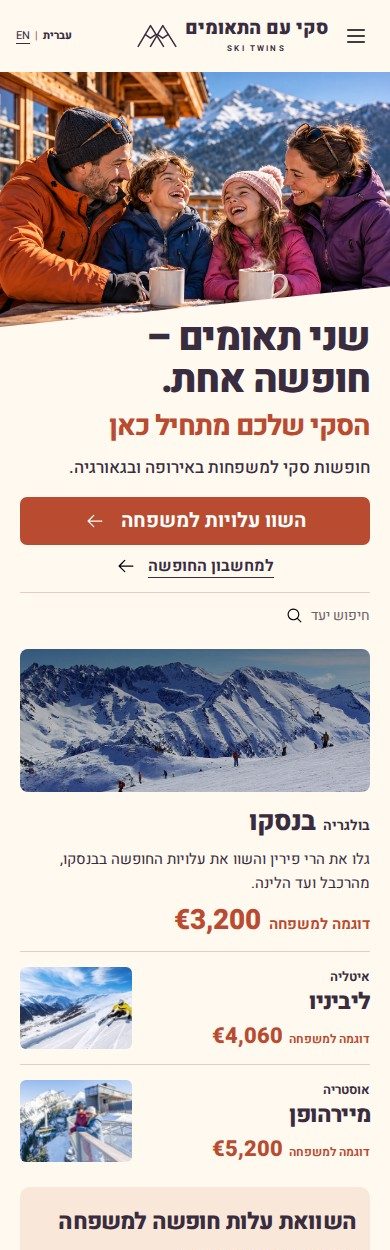 סקי עם התאומים
SKI TWINS
עברית | EN
שני תאומים –
חופשה אחת.
הסקי שלכם מתחיל כאן
חופשות סקי למשפחות באירופה ובגאורגיה.
השוו עלויות למשפחה ←
למחשבון החופשה ←
חיפוש יעד
בולגריה בנסקו
גלו את הרי פירין והשוו את עלויות החופשה בבנסקו,
מהרכבל ועד הלינה.
דוגמה למשפחה €3,200
איטליה
ליביניו
דוגמה למשפחה €4,060
אוסטריה
מיירהופן
דוגמה למשפחה €5,200
השוואת עלות חופשה למשפחה